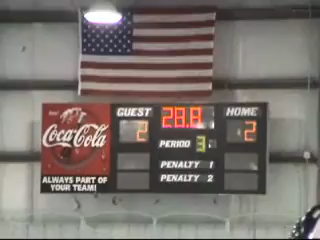 Coca-Cola
ALWAYS PART OF
YOUR TEAM!
GUEST 28.8 HOME
2 2
PERIOD 3
PENALTY 1
PENALTY 2